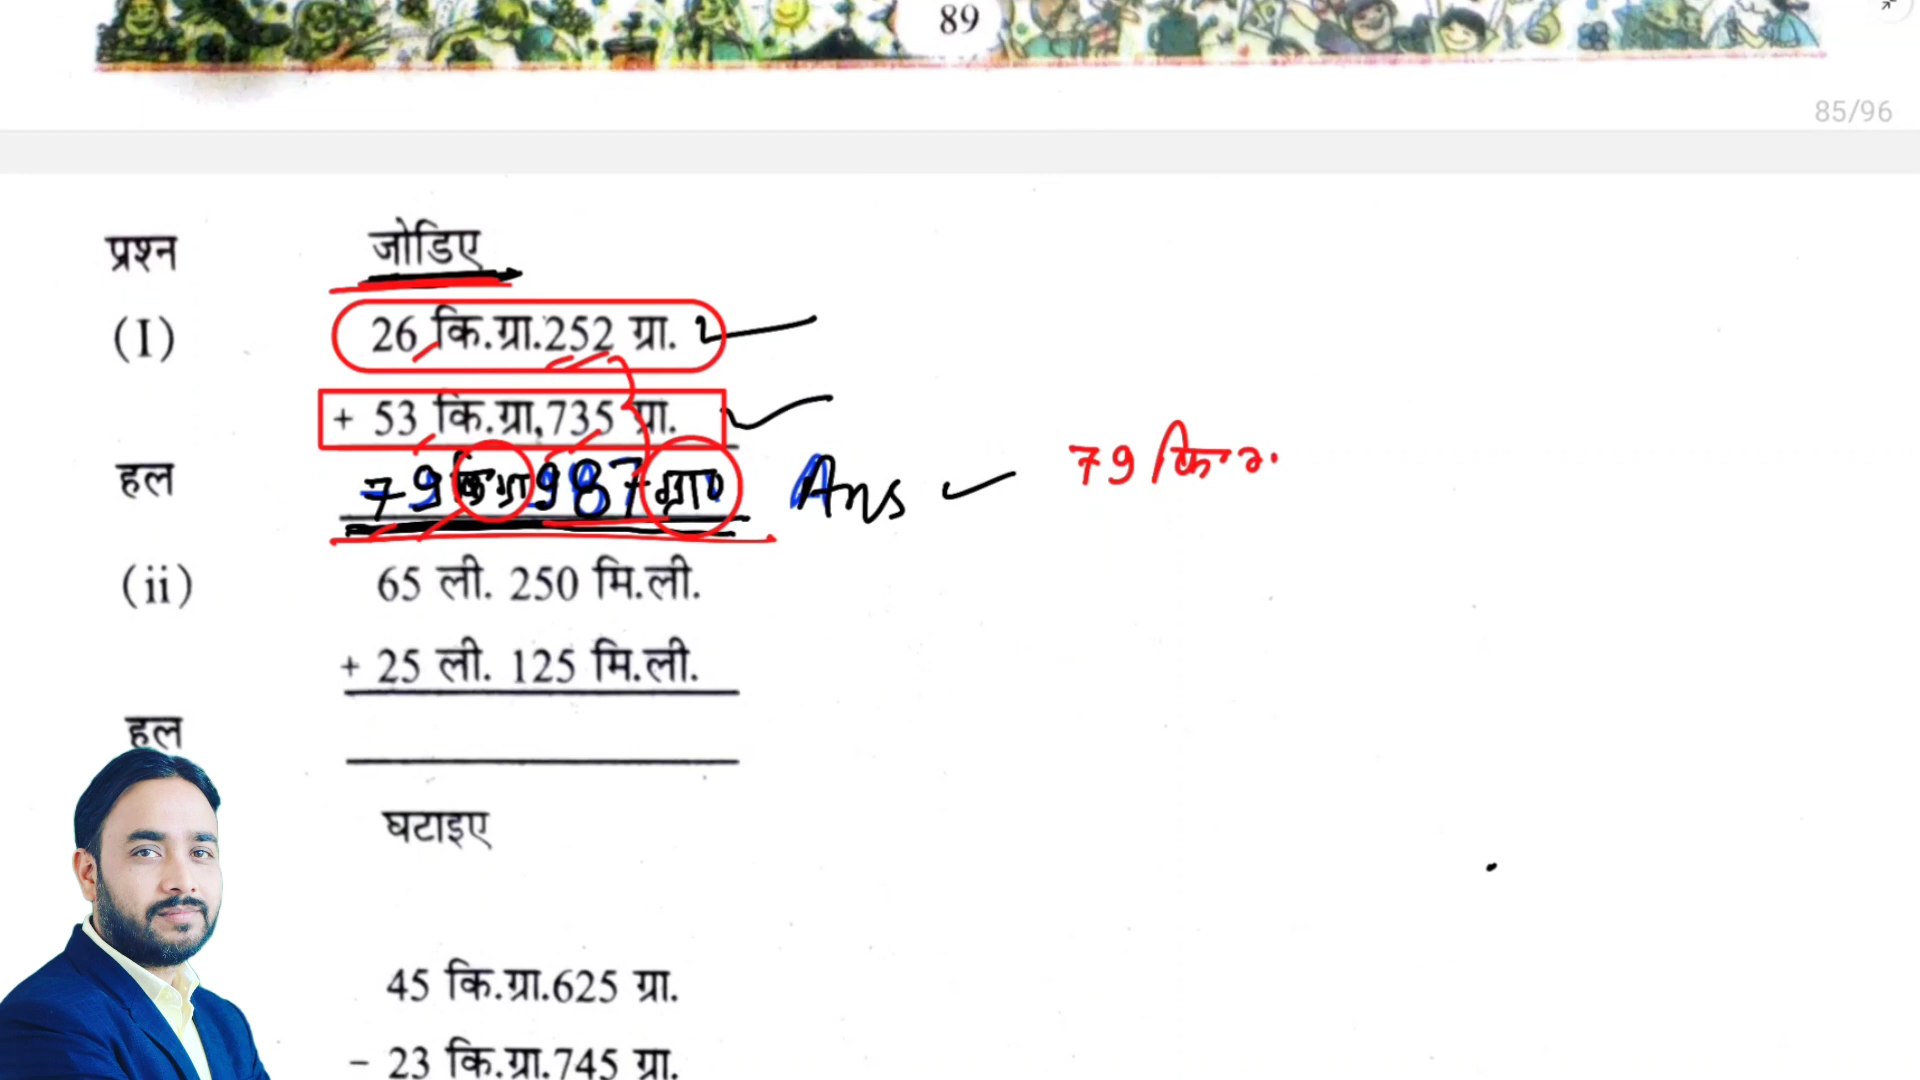 89
85/96
प्रश्न जोडिए
(I) 26 कि.ग्रा.252 ग्रा.
+ 53 कि.ग्रा,735 ग्रा.
हल 79 987 Ans 79
(ii) 65 ली. 250 मि.ली.
+ 25 ली. 125 मि.ली.
हल
घटाइए
45 कि.ग्रा.625 ग्रा.
- 23 कि.ग्रा.745 ग्रा.